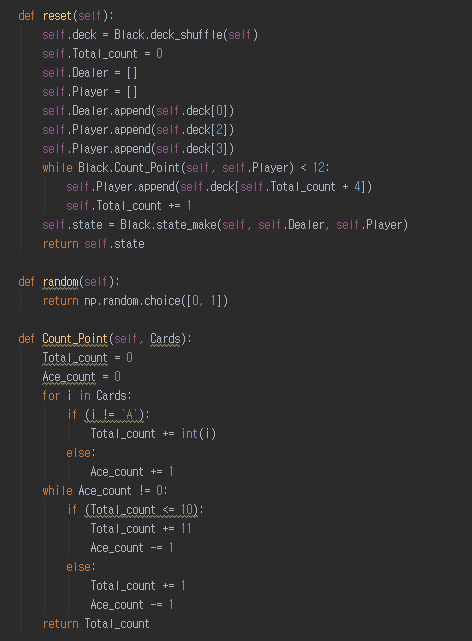 def reset(self):
    self.deck = Black.deck_shuffle(self)
    self.Total_count = 0
    self.Dealer = []
    self.Player = []
    self.Dealer.append(self.deck[0])
    self.Player.append(self.deck[2])
    self.Player.append(self.deck[3])
    while Black.Count_Point(self, self.Player) < 12:
        self.Player.append(self.deck[self.Total_count + 4])
        self.Total_count += 1
    self.state = Black.state_make(self, self.Dealer, self.Player)
    return self.state

def random(self):
    return np.random.choice([0, 1])

def Count_Point(self, Cards):
    Total_count = 0
    Ace_count = 0
    for i in Cards:
        if (i != 'A'):
            Total_count += int(i)
        else:
            Ace_count += 1
    while Ace_count != 0:
        if (Total_count <= 10):
            Total_count += 11
            Ace_count -= 1
        else:
            Total_count += 1
            Ace_count -= 1
    return Total_count